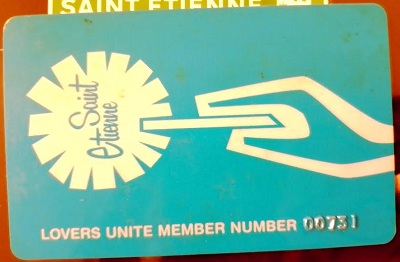 SAINT ETIENNE
Saint
etienne
LOVERS UNITE MEMBER NUMBER 00731